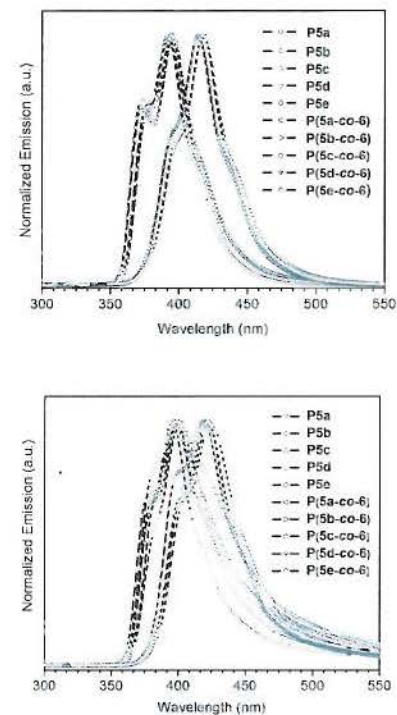 Normalized Emission (a.u.)
P5a
P5b
P5c
P5d
P5e
P(5a-co-6)
P(5b-co-6)
P(5c-co-6)
P(5d-co-6)
P(5e-co-6)
300 350 400 450 500 550
Wavelength (nm)
Normalized Emission (a.u.)
P5a
P5b
P5c
P5d
P5e
P(5a-co-6)
P(5b-co-6)
P(5c-co-6)
P(5d-co-6)
P(5e-co-6)
300 350 400 450 500 550
Wavelength (nm)